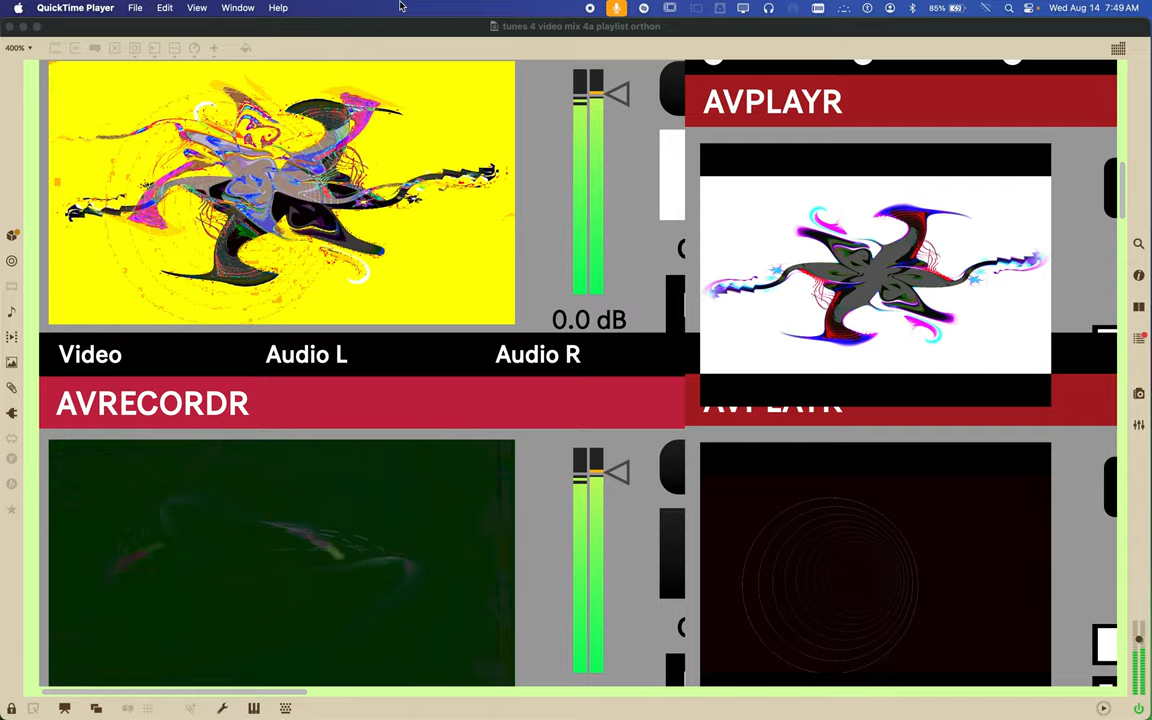 QuickTime Player File Edit View Window Help 85% Wed Aug 14 7:49 AM
tunes 4 video mix 4a playlist orthon
400%
AVPLAYR
0.0 dB
Video Audio L Audio R
AVRECORDR
AVPLAYR